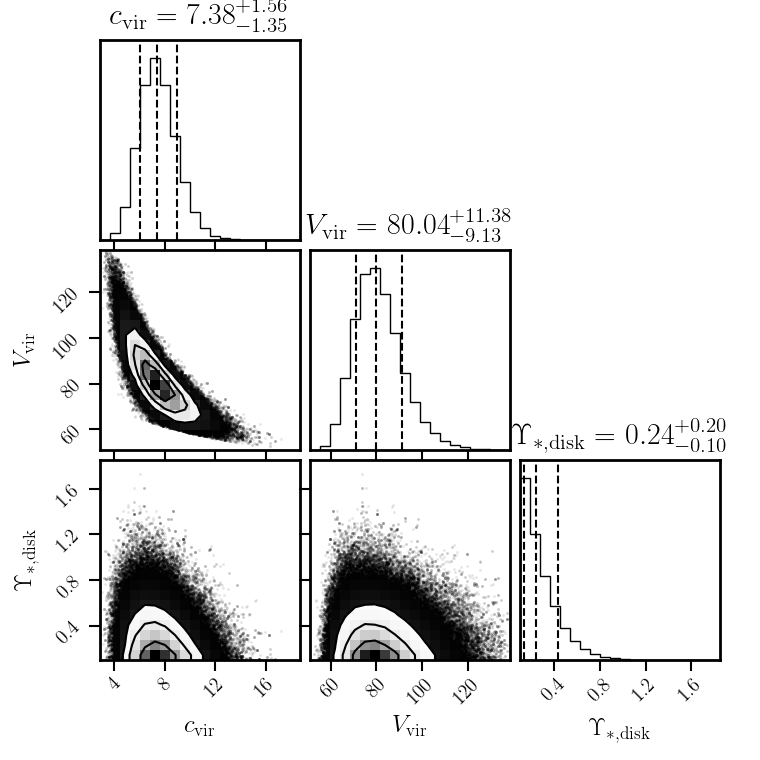 c_vir = 7.38^{+1.56}_{−1.35}
V_vir = 80.04^{+11.38}_{−9.13}
120
100
80
60
V_vir
Υ_{*,disk} = 0.24^{+0.20}_{−0.10}
1.6
1.2
0.8
0.4
Υ_{*,disk}
4 8 12 16
60 80 100 120
0.4 0.8 1.2 1.6
c_vir
V_vir
Υ_{*,disk}